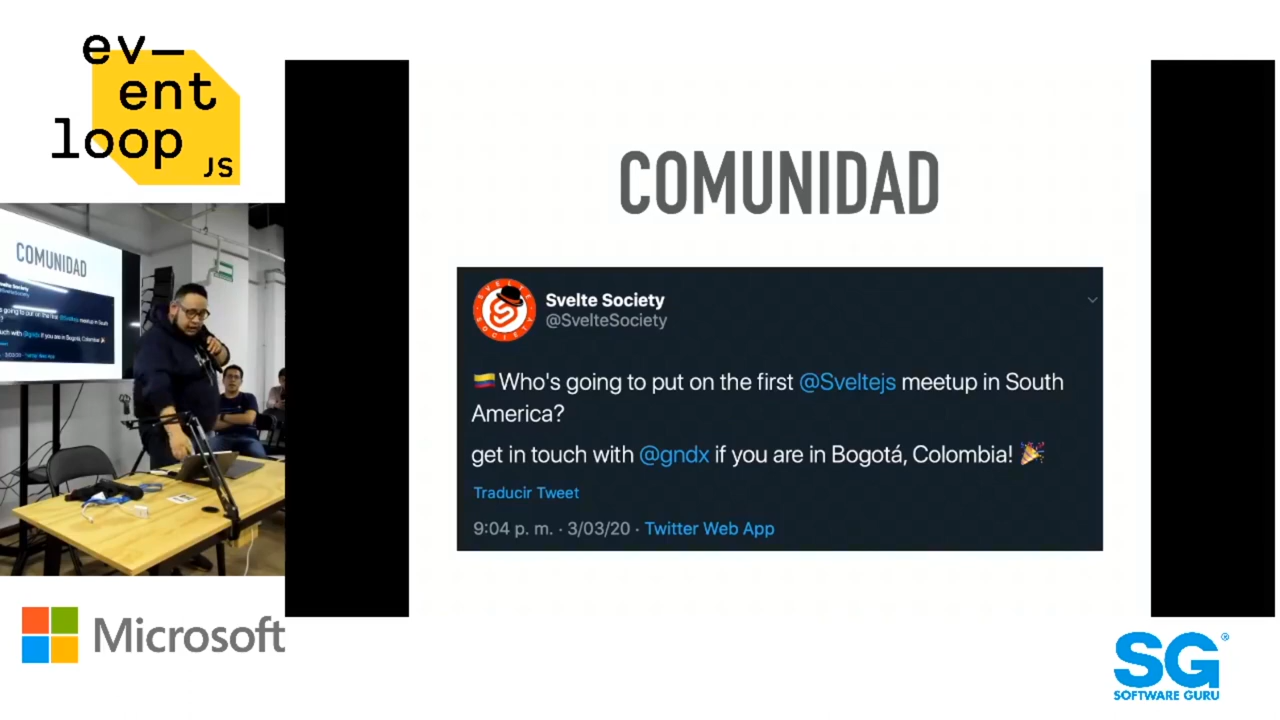 ev—
ent
loop
JS
COMUNIDAD
Svelte Society
@SvelteSociety
Who's going to put on the first @Sveltejs meetup in South
America?
get in touch with @gndx if you are in Bogotá, Colombia! 🎉
Traducir Tweet
9:04 p. m. · 3/03/20 · Twitter Web App
COMUNIDAD
Microsoft
SG®
SOFTWARE GURU